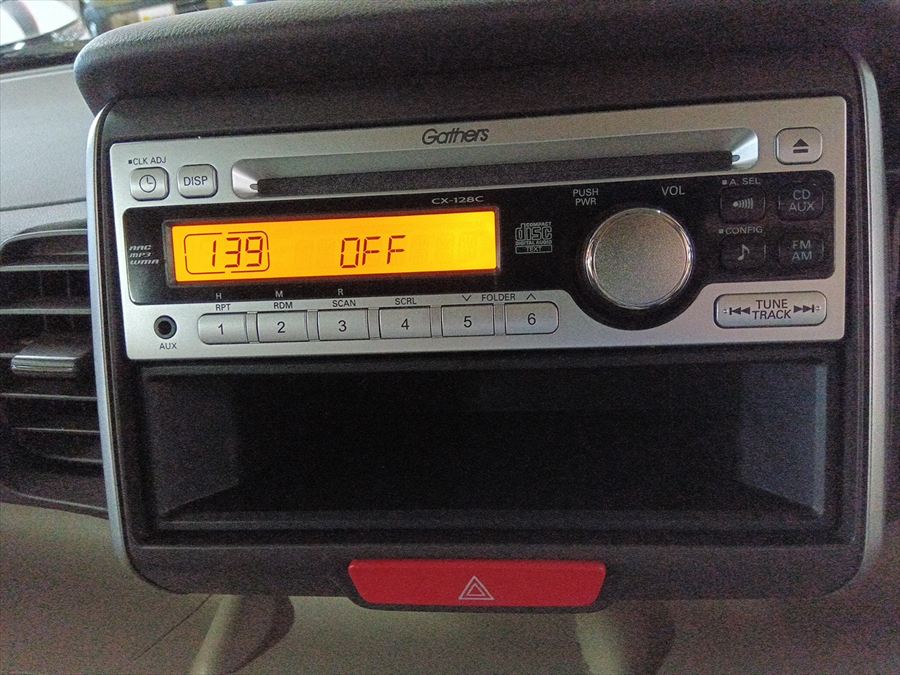 Gathers
CLK ADJ
DISP
CX-128C
PUSH
PWR
VOL
A. SEL
CD
AUX
AAC
MP3
WMA
139 OFF
COMPACT
disc
DIGITAL AUDIO
TEXT
CONFIG
FM
AM
H M R
RPT RDM SCAN SCRL FOLDER
1 2 3 4 5 6
TUNE
TRACK
AUX